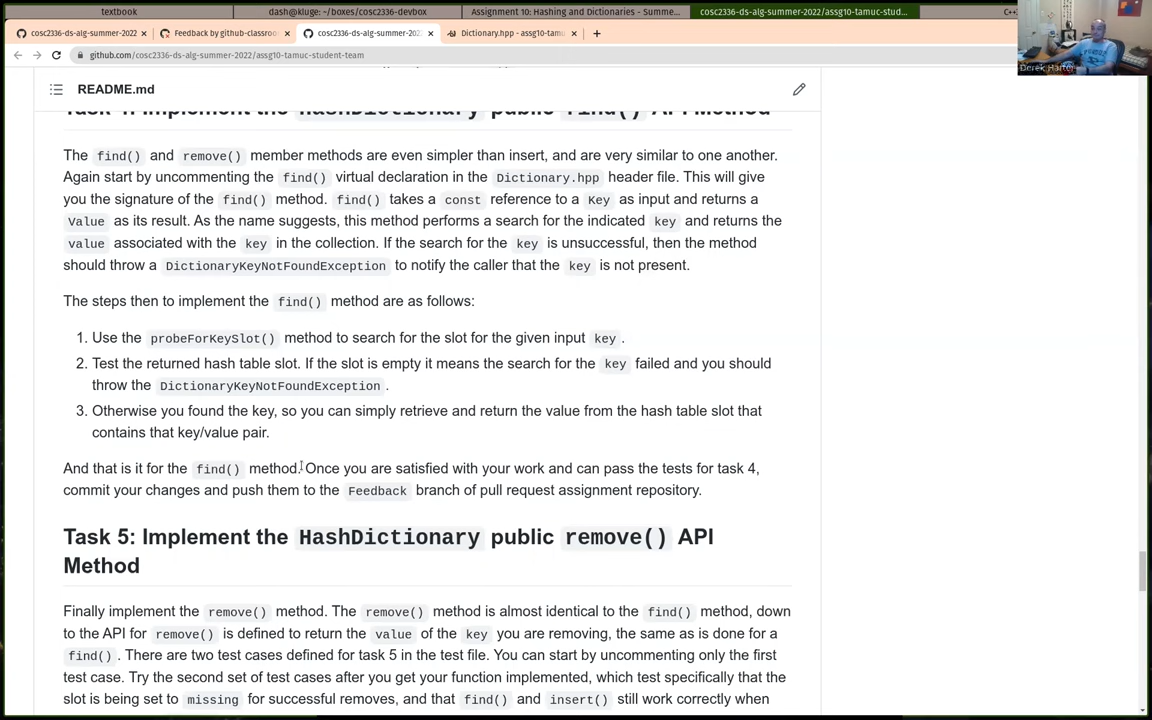 textbook
dash@kluge: ~/boxes/cosc2336-devbox
Assignment 10: Hashing and Dictionaries - Summe...
cosc2336-ds-alg-summer-2022/assg10-tamuc-stud...
C++
cosc2336-ds-alg-summer-2022
Feedback by github-classroo
cosc2336-ds-alg-summer-202
Dictionary.hpp - assg10-tamu
github.com/cosc2336-ds-alg-summer-2022/assg10-tamuc-student-team
Derek Hart
README.md
Task 4: Implement the HashDictionary public find() API Method
The find() and remove() member methods are even simpler than insert, and are very similar to one another.
Again start by uncommenting the find() virtual declaration in the Dictionary.hpp header file. This will give
you the signature of the find() method. find() takes a const reference to a Key as input and returns a
Value as its result. As the name suggests, this method performs a search for the indicated key and returns the
value associated with the key in the collection. If the search for the key is unsuccessful, then the method
should throw a DictionaryKeyNotFoundException to notify the caller that the key is not present.
The steps then to implement the find() method are as follows:
1. Use the probeForKeySlot() method to search for the slot for the given input key.
2. Test the returned hash table slot. If the slot is empty it means the search for the key failed and you should
throw the DictionaryKeyNotFoundException.
3. Otherwise you found the key, so you can simply retrieve and return the value from the hash table slot that
contains that key/value pair.
And that is it for the find() method. Once you are satisfied with your work and can pass the tests for task 4,
commit your changes and push them to the Feedback branch of pull request assignment repository.
Task 5: Implement the HashDictionary public remove() API
Method
Finally implement the remove() method. The remove() method is almost identical to the find() method, down
to the API for remove() is defined to return the value of the key you are removing, the same as is done for a
find(). There are two test cases defined for task 5 in the test file. You can start by uncommenting only the first
test case. Try the second set of test cases after you get your function implemented, which test specifically that the
slot is being set to missing for successful removes, and that find() and insert() still work correctly when